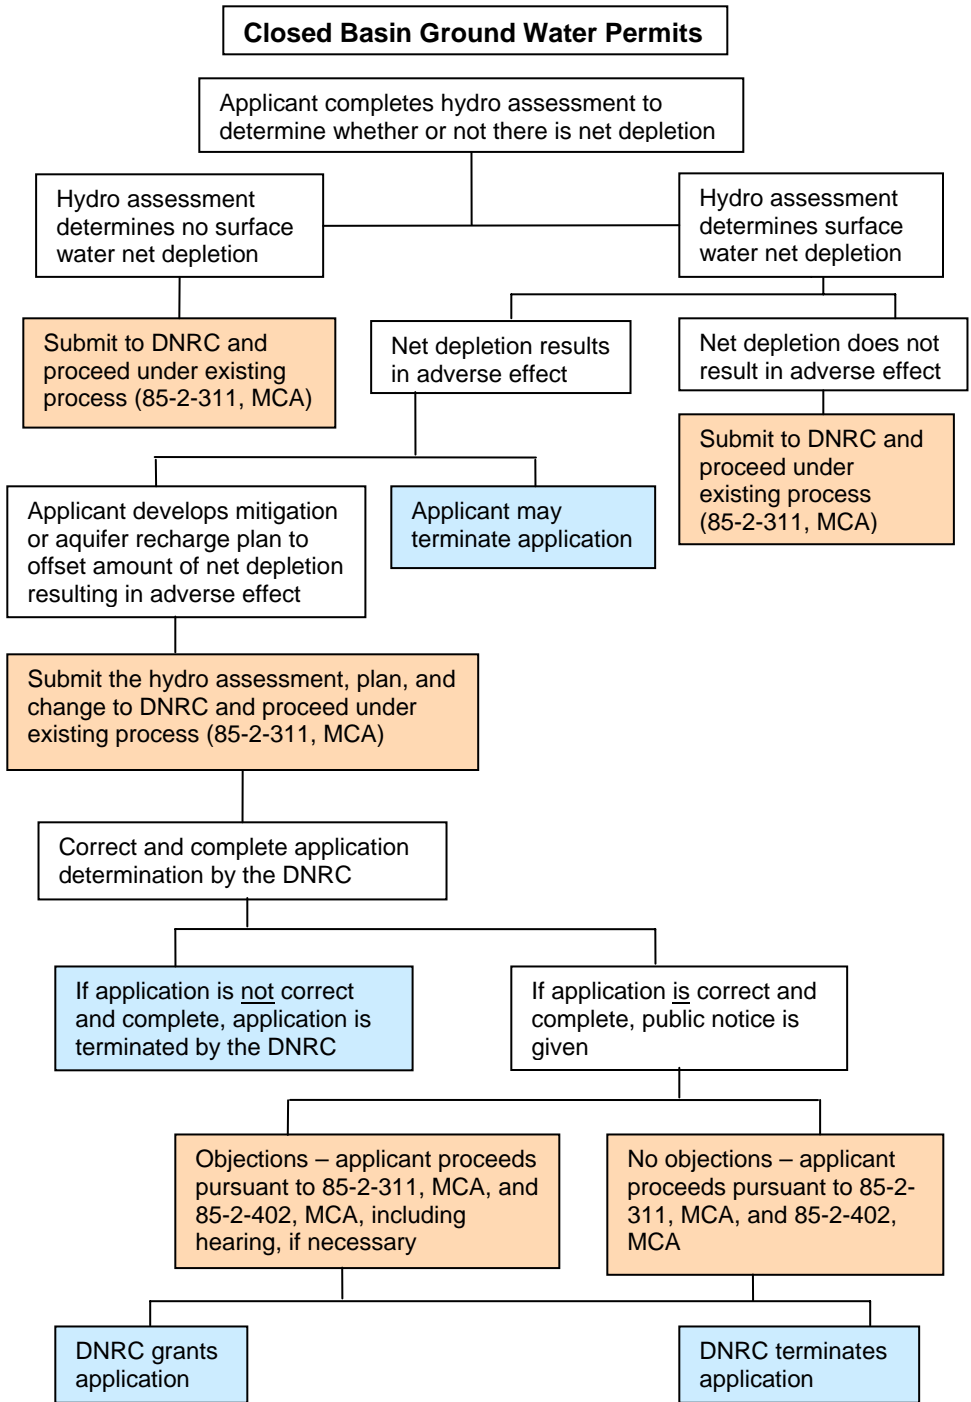 Closed Basin Ground Water Permits
Applicant completes hydro assessment to
determine whether or not there is net depletion
Hydro assessment
determines no surface
water net depletion
Hydro assessment
determines surface
water net depletion
Submit to DNRC and
proceed under existing
process (85-2-311, MCA)
Net depletion results
in adverse effect
Net depletion does not
result in adverse effect
Submit to DNRC and
proceed under
existing process
(85-2-311, MCA)
Applicant develops mitigation
or aquifer recharge plan to
offset amount of net depletion
resulting in adverse effect
Applicant may
terminate application
Submit the hydro assessment, plan, and
change to DNRC and proceed under
existing process (85-2-311, MCA)
Correct and complete application
determination by the DNRC
If application is not correct
and complete, application is
terminated by the DNRC
If application is correct and
complete, public notice is
given
Objections – applicant proceeds
pursuant to 85-2-311, MCA, and
85-2-402, MCA, including
hearing, if necessary
No objections – applicant
proceeds pursuant to 85-2-
311, MCA, and 85-2-402,
MCA
DNRC grants
application
DNRC terminates
application